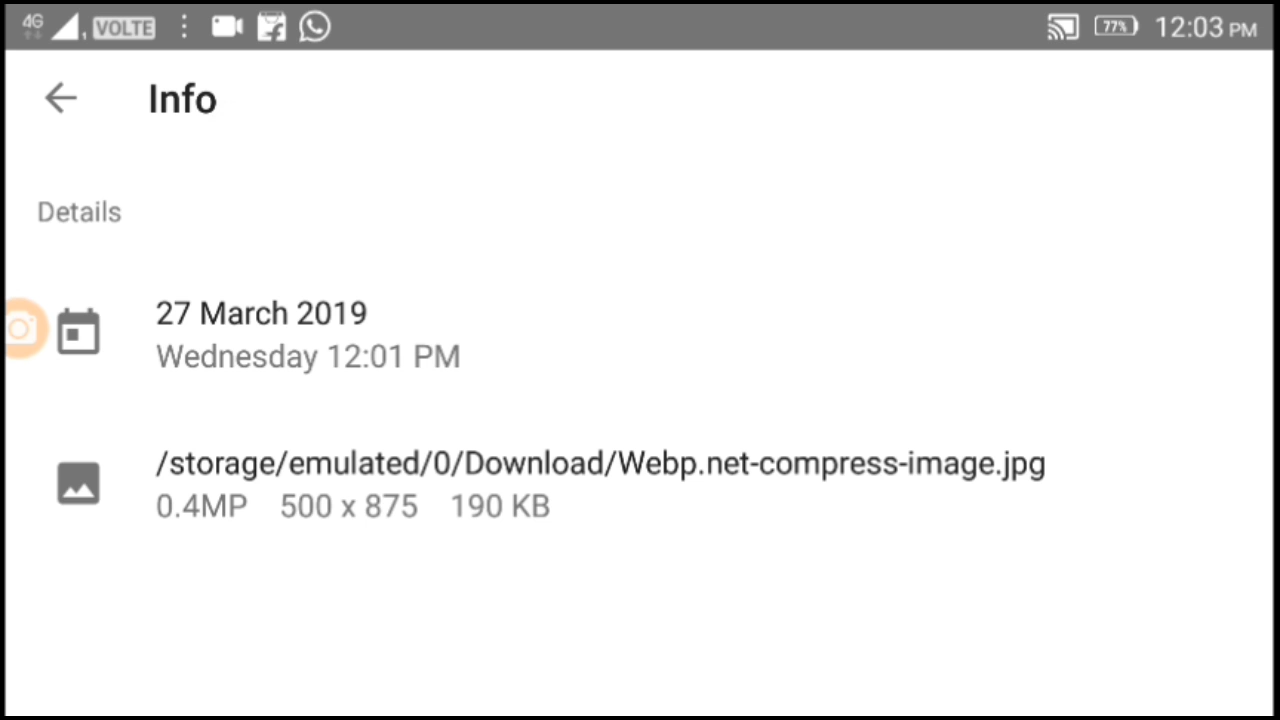 4G VOLTE 77% 12:03 PM
Info
Details
27 March 2019
Wednesday 12:01 PM
/storage/emulated/0/Download/Webp.net-compress-image.jpg
0.4MP 500 x 875 190 KB